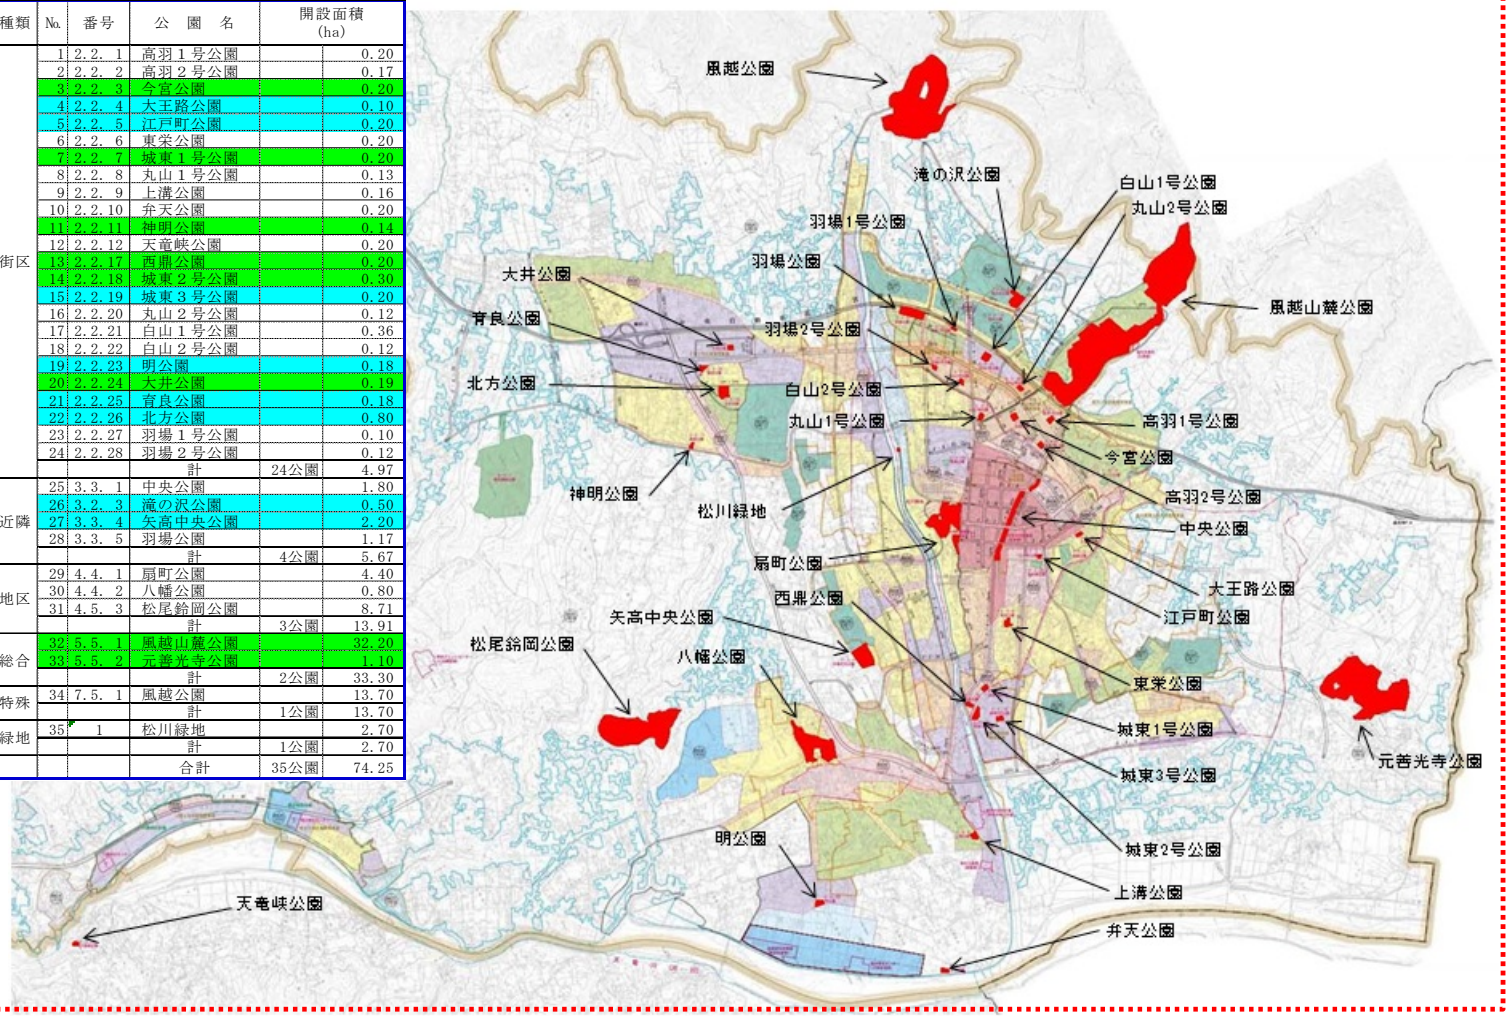 種類 № 番号 公園名 開設面積
(ha)
街区
1 2.2. 1 高羽1号公園 0.20
2 2.2. 2 高羽2号公園 0.17
3 2.2. 3 今宮公園 0.20
4 2.2. 4 大王路公園 0.10
5 2.2. 5 江戸町公園 0.20
6 2.2. 6 東栄公園 0.20
7 2.2. 7 城東1号公園 0.20
8 2.2. 8 丸山1号公園 0.13
9 2.2. 9 上溝公園 0.16
10 2.2.10 弁天公園 0.20
11 2.2.11 神明公園 0.14
12 2.2.12 天竜峡公園 0.20
13 2.2.17 西鼎公園 0.20
14 2.2.18 城東2号公園 0.30
15 2.2.19 城東3号公園 0.20
16 2.2.20 丸山2号公園 0.12
17 2.2.21 白山1号公園 0.36
18 2.2.22 白山2号公園 0.12
19 2.2.23 明公園 0.18
20 2.2.24 大井公園 0.19
21 2.2.25 育良公園 0.18
22 2.2.26 北方公園 0.80
23 2.2.27 羽場1号公園 0.10
24 2.2.28 羽場2号公園 0.12
計 24公園 4.97
近隣
25 3.3. 1 中央公園 1.80
26 3.2. 3 滝の沢公園 0.50
27 3.3. 4 矢高中央公園 2.20
28 3.3. 5 羽場公園 1.17
計 4公園 5.67
地区
29 4.4. 1 扇町公園 4.40
30 4.4. 2 八幡公園 0.80
31 4.5. 3 松尾鈴岡公園 8.71
計 3公園 13.91
総合
32 5.5. 1 風越山麓公園 32.20
33 5.5. 2 元善光寺公園 1.10
計 2公園 33.30
特殊
34 7.5. 1 風越公園 13.70
計 1公園 13.70
緑地
35 1 松川緑地 2.70
計 1公園 2.70
合計 35公園 74.25
風越公園
滝の沢公園
白山1号公園
丸山2号公園
羽場1号公園
羽場公園
大井公園
風越山麓公園
育良公園
羽場2号公園
北方公園
白山2号公園
丸山1号公園
高羽1号公園
今宮公園
神明公園
高羽2号公園
松川緑地
中央公園
扇町公園
大王路公園
西鼎公園
江戸町公園
矢高中央公園
松尾鈴岡公園
八幡公園
東栄公園
城東1号公園
元善光寺公園
城東3号公園
明公園
城東2号公園
上溝公園
天竜峡公園
弁天公園